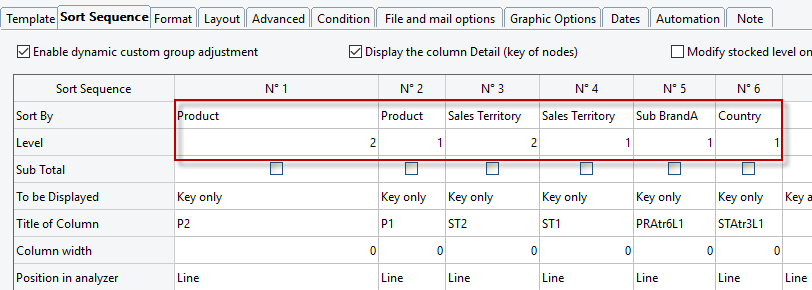 Template Sort Sequence Format Layout Advanced Condition File and mail options Graphic Options Dates Automation Note
Enable dynamic custom group adjustment Display the column Detail (key of nodes) Modify stocked level on
Sort Sequence N° 1 N° 2 N° 3 N° 4 N° 5 N° 6
Sort By Product Product Sales Territory Sales Territory Sub BrandA Country
Level 2 1 2 1 1 1
Sub Total
To be Displayed Key only Key only Key only Key only Key only Key only Key a
Title of Column P2 P1 ST2 ST1 PRAtr6L1 STAtr3L1
Column width 0 0 0 0 0 0
Position in analyzer Line Line Line Line Line Line Line